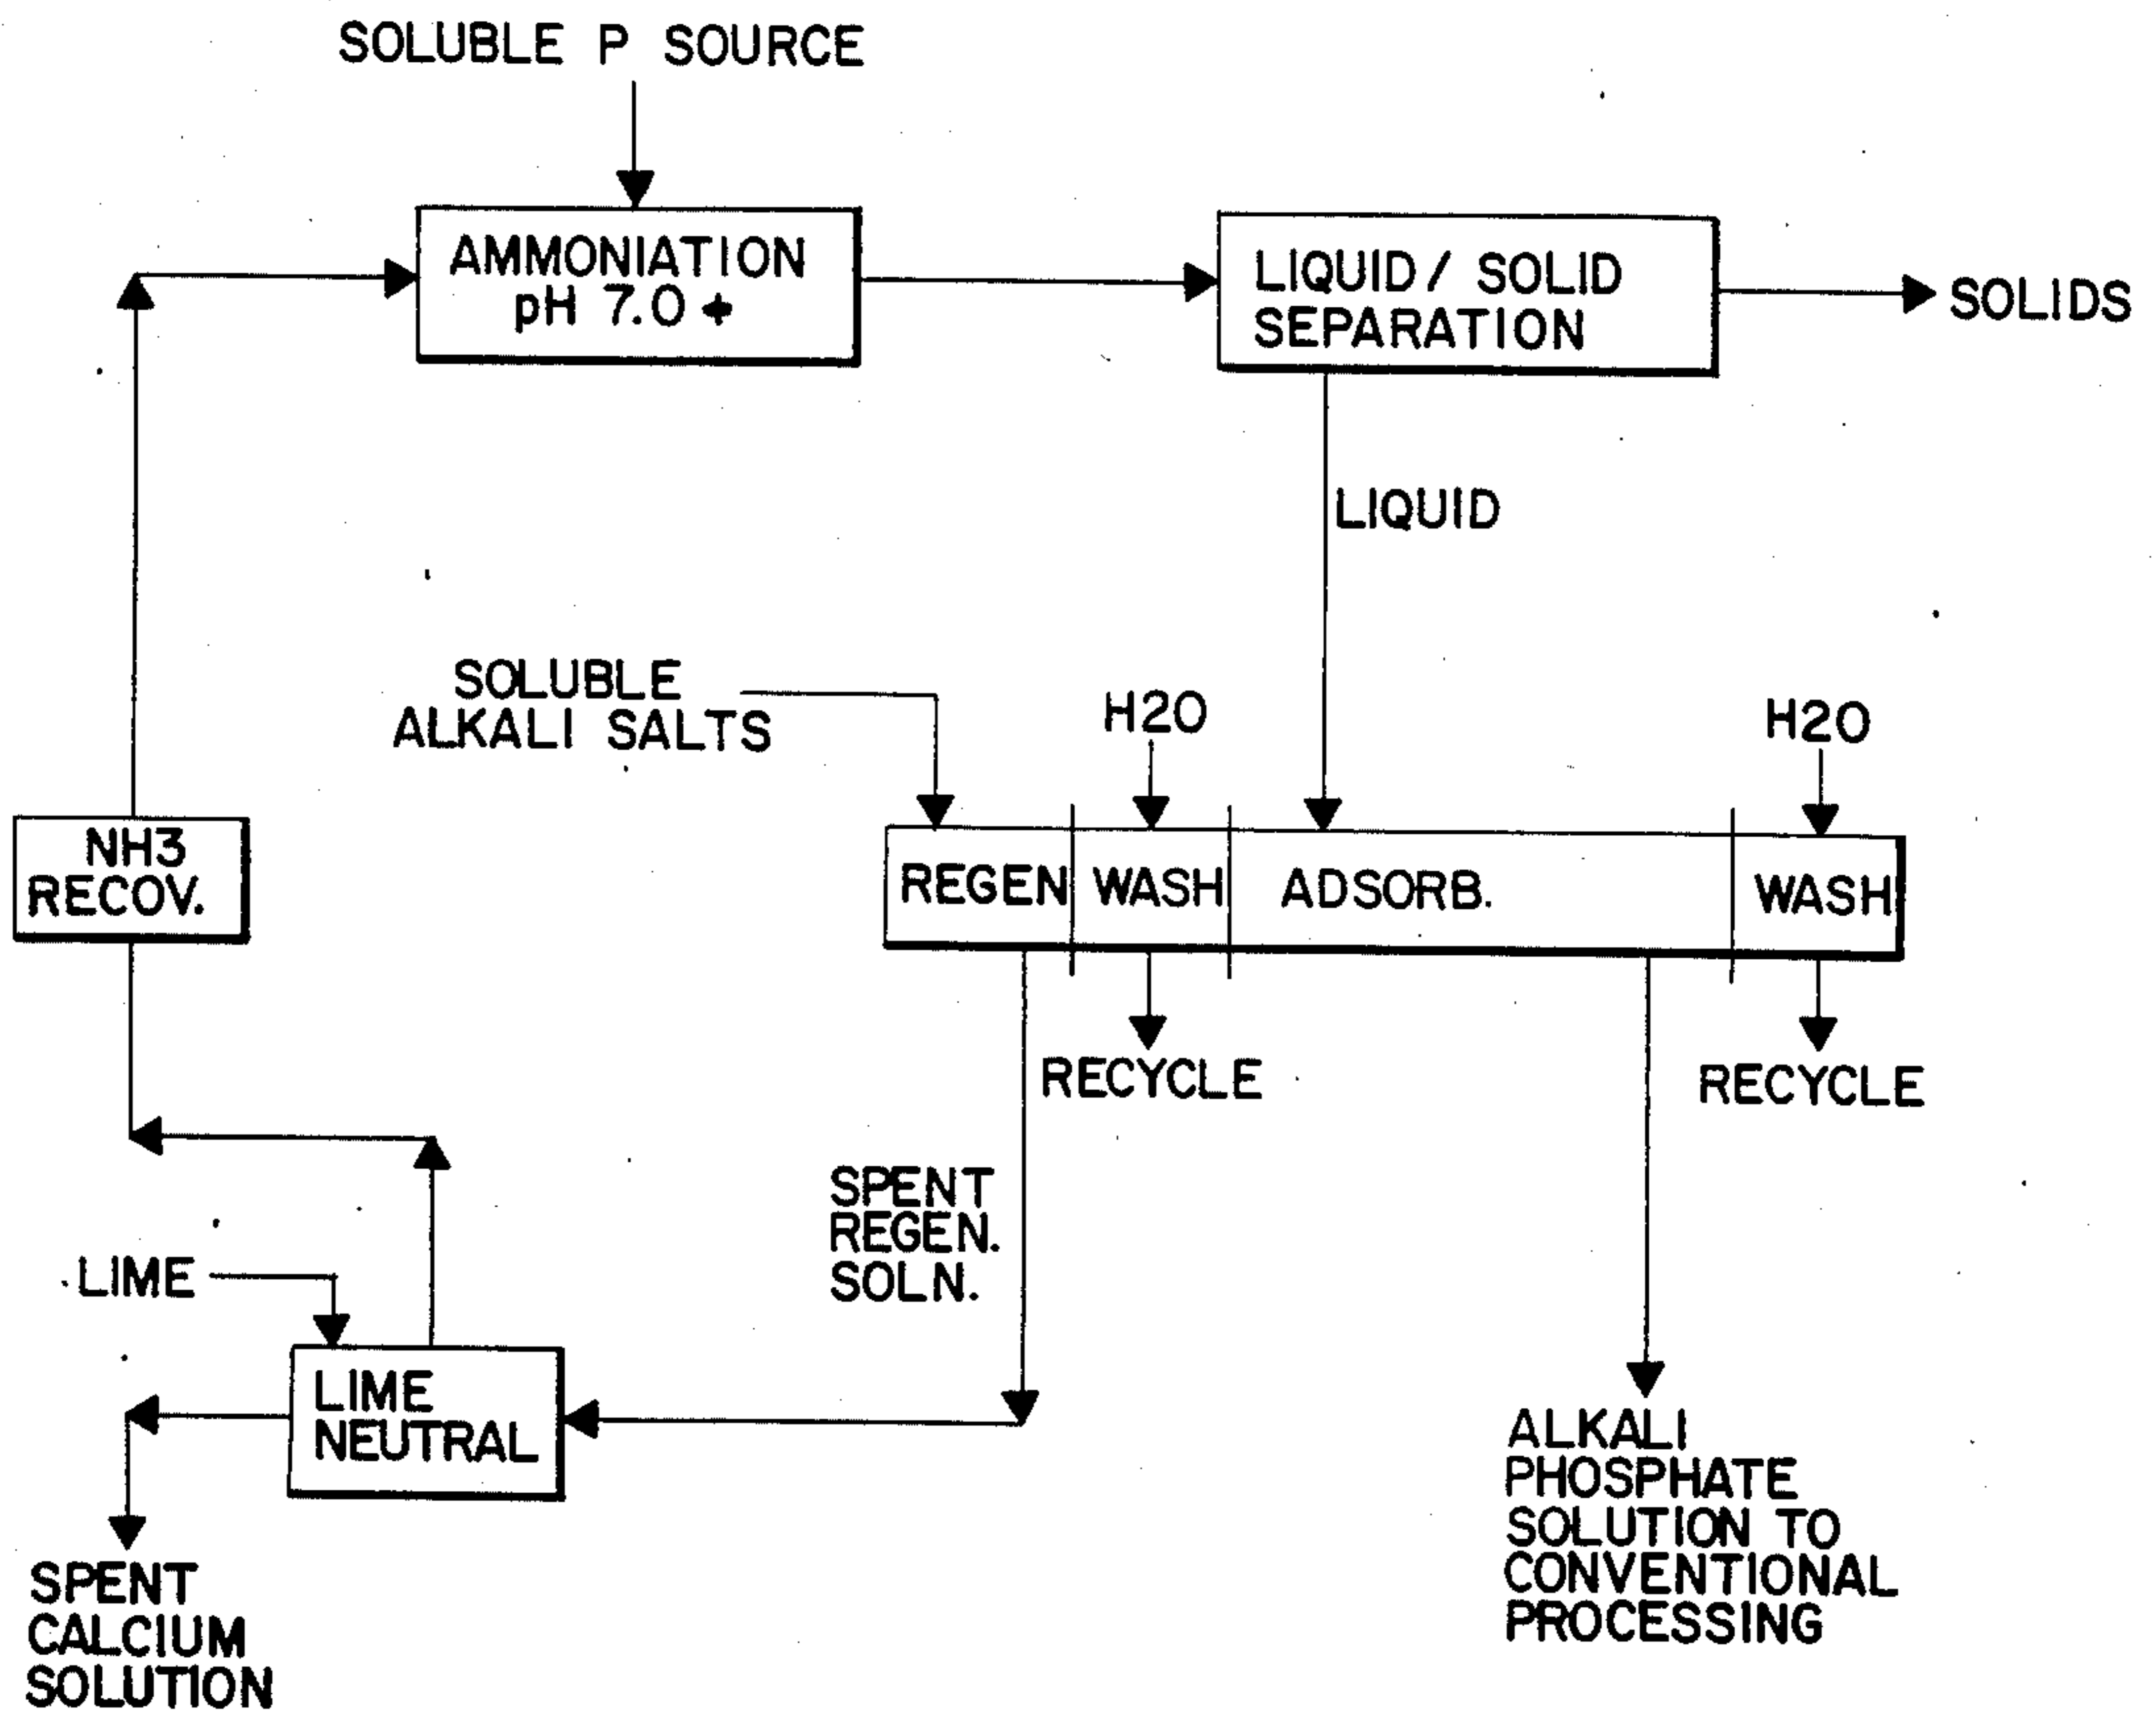 SOLUBLE P SOURCE
AMMONIATION
pH 7.0 +
LIQUID / SOLID
SEPARATION
SOLIDS
LIQUID
SOLUBLE
ALKALI SALTS
H2O
H2O
NH3
RECOV.
REGEN
WASH
ADSORB.
WASH
RECYCLE
RECYCLE
SPENT
REGEN.
SOLN.
LIME
LIME
NEUTRAL
SPENT
CALCIUM
SOLUTION
ALKALI
PHOSPHATE
SOLUTION TO
CONVENTIONAL
PROCESSING